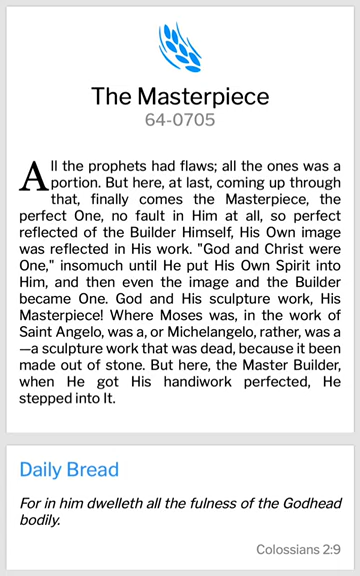 The Masterpiece
64-0705
All the prophets had flaws; all the ones was a
portion. But here, at last, coming up through
that, finally comes the Masterpiece, the
perfect One, no fault in Him at all, so perfect
reflected of the Builder Himself, His Own image
was reflected in His work. "God and Christ were
One," insomuch until He put His Own Spirit into
Him, and then even the image and the Builder
became One. God and His sculpture work, His
Masterpiece! Where Moses was, in the work of
Saint Angelo, was a, or Michelangelo, rather, was a
—a sculpture work that was dead, because it been
made out of stone. But here, the Master Builder,
when He got His handiwork perfected, He
stepped into It.
Daily Bread
For in him dwelleth all the fulness of the Godhead
bodily.
Colossians 2:9